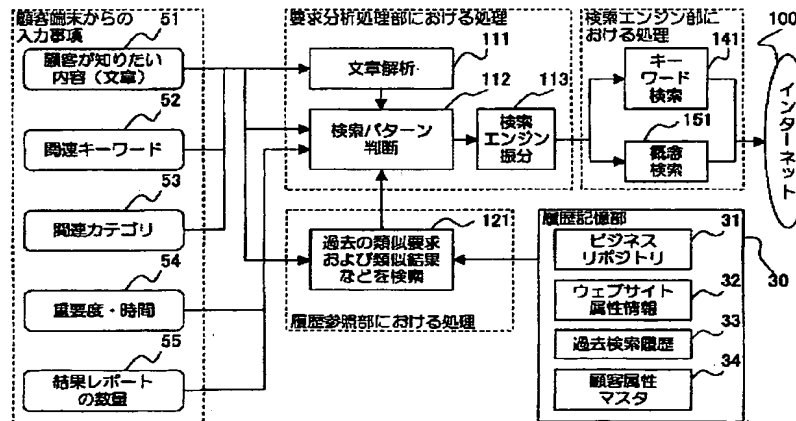 顧客端末からの
入力事項
51
顧客が知りたい
内容（文章）
52
関連キーワード
53
関連カテゴリ
54
重要度・時間
55
結果レポート
の数量
要求分析処理部における処理
111
文章解析
112
検索パターン
判断
113
検索
エンジン
振分
検索エンジン部に
おける処理
141
キー
ワード
検索
151
概念
検索
100
インターネット
121
過去の類似要求
および類似結果
などを検索
履歴参照部における処理
履歴記憶部
31
ビジネス
リポジトリ
30
32
ウェブサイト
属性情報
33
過去検索履歴
34
顧客属性
マスタ